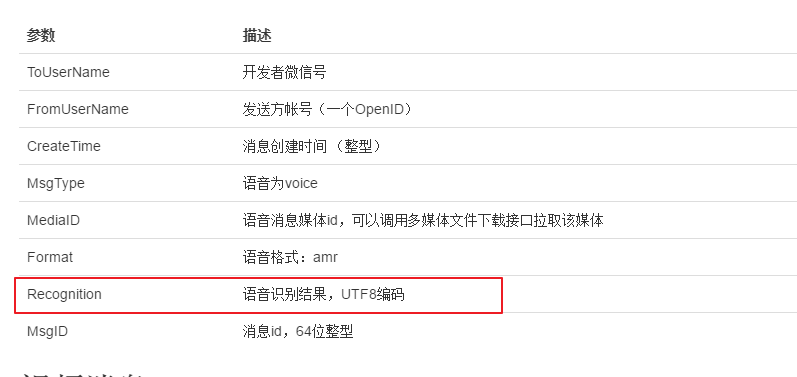 参数 描述
ToUserName 开发者微信号
FromUserName 发送方帐号（一个OpenID）
CreateTime 消息创建时间 （整型）
MsgType 语音为voice
MediaID 语音消息媒体id，可以调用多媒体文件下载接口拉取该媒体
Format 语音格式：amr
Recognition 语音识别结果，UTF8编码
MsgID 消息id，64位整型